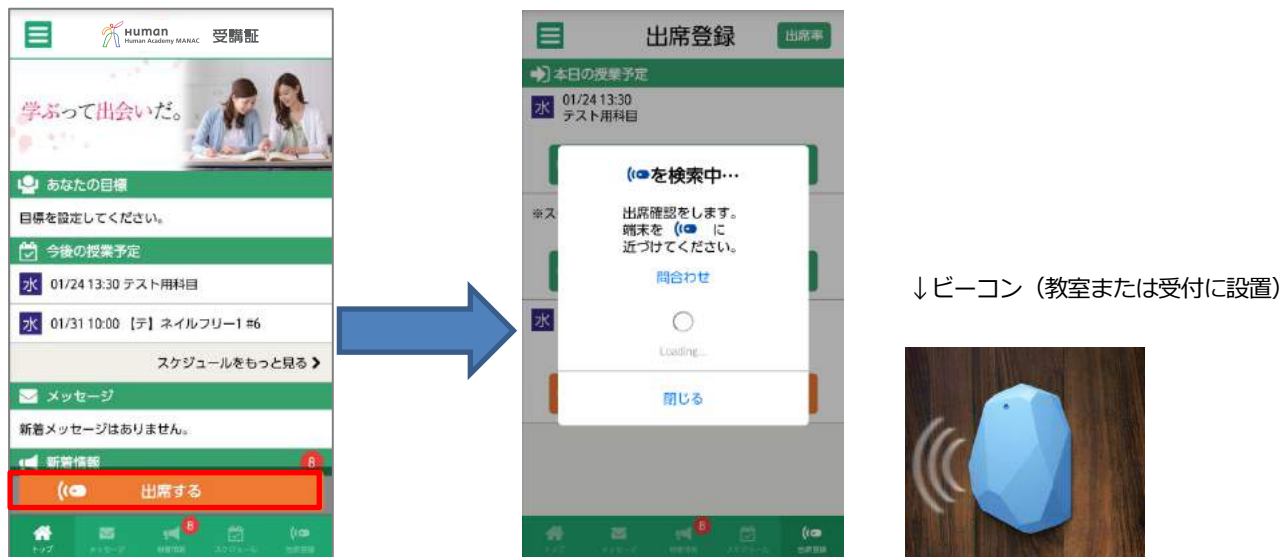 Human
Human Academy MANAC
受講証
学ぶって出会いだ。
あなたの目標
目標を設定してください。
今後の授業予定
水 01/24 13:30 テスト用科目
水 01/31 10:00 【テ】ネイルフリー1 #6
スケジュールをもっと見る
メッセージ
新着メッセージはありません。
新着情報 8
出席する
トップ
8
出席登録 出席率
本日の授業予定
水 01/24 13:30
テスト用科目
を検索中…
出席確認をします。
端末を に
近づけてください。
問合わせ
※ス
水
Loading...
閉じる
8
出席登録
↓ビーコン（教室または受付に設置）